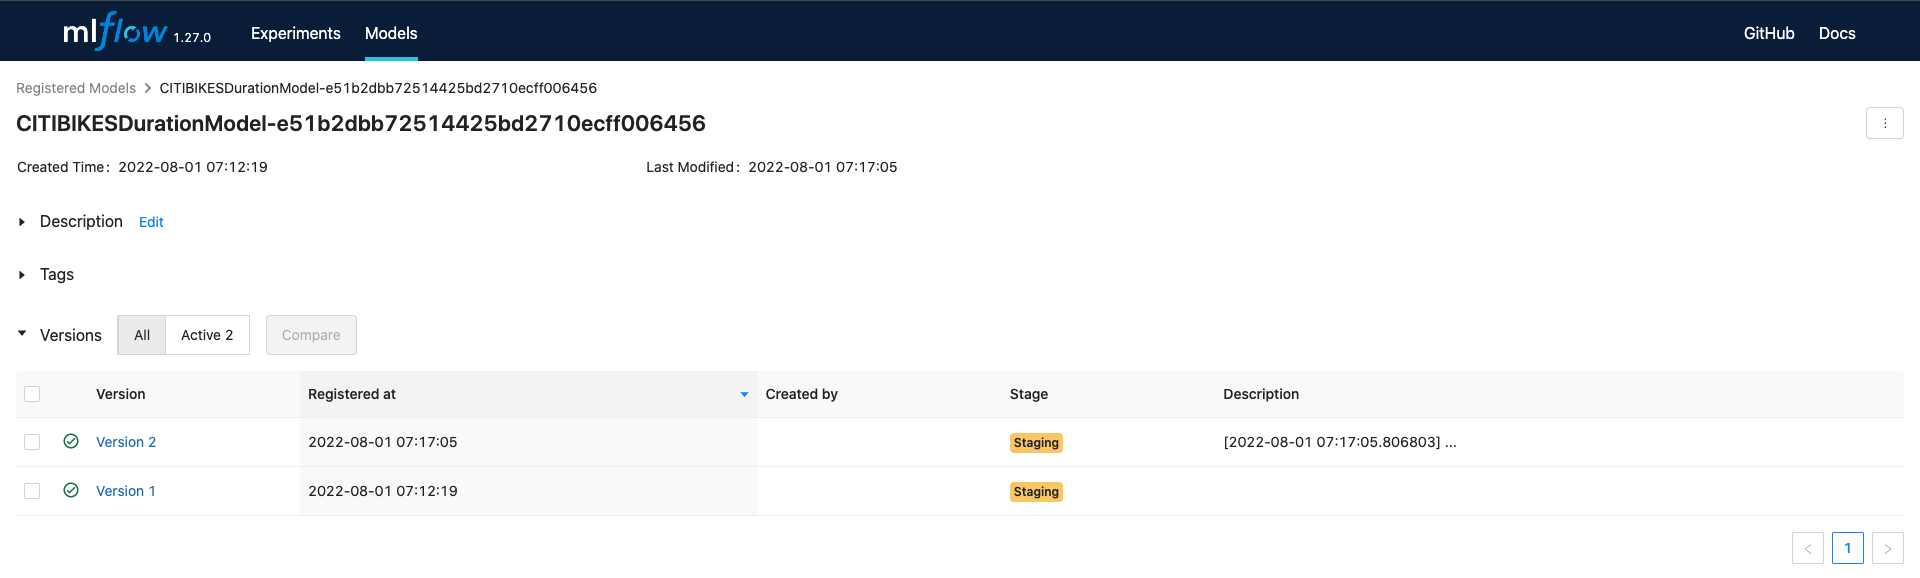 mlflow 1.27.0 Experiments Models GitHub Docs
Registered Models > CITIBIKESDurationModel-e51b2dbb72514425bd2710ecff006456
CITIBIKESDurationModel-e51b2dbb72514425bd2710ecff006456
Created Time: 2022-08-01 07:12:19 Last Modified: 2022-08-01 07:17:05
Description Edit
Tags
Versions All Active 2 Compare
Version Registered at Created by Stage Description
Version 2 2022-08-01 07:17:05 Staging [2022-08-01 07:17:05.806803] ...
Version 1 2022-08-01 07:12:19 Staging
< 1 >